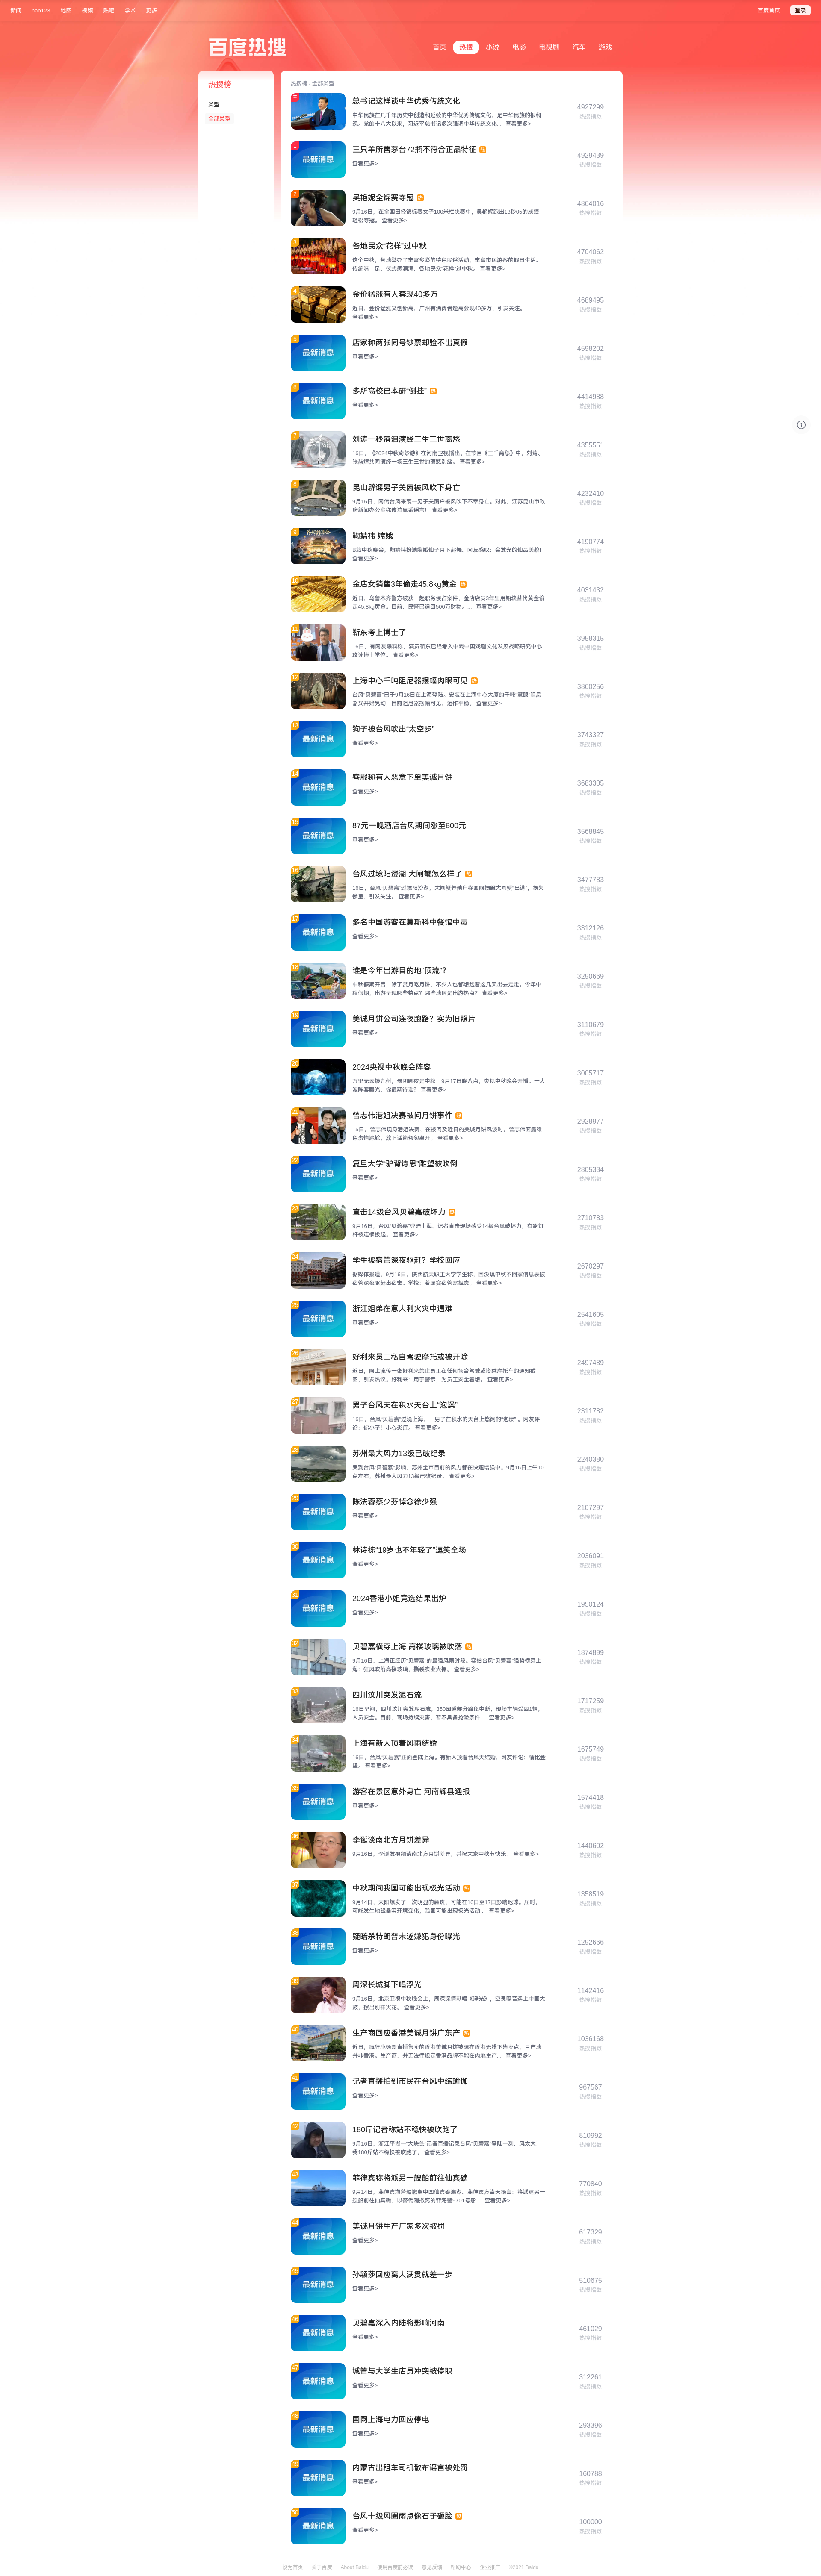 新闻 hao123 地图 视频 贴吧 学术 更多 百度首页 登录
百度热搜 首页 热搜 小说 电影 电视剧 汽车 游戏
热搜榜
类型
全部类型
热搜榜 / 全部类型
总书记这样谈中华优秀传统文化
中华民族在几千年历史中创造和延续的中华优秀传统文化，是中华民族的根和
魂。党的十八大以来，习近平总书记多次强调中华传统文化... 查看更多>
4927299
热搜指数
1
最新消息
三只羊所售茅台72瓶不符合正品特征 热
查看更多>
4929439
热搜指数
2
吴艳妮全锦赛夺冠 热
9月16日，在全国田径锦标赛女子100米栏决赛中，吴艳妮跑出13秒05的成绩，
轻松夺冠。 查看更多>
4864016
热搜指数
3
各地民众“花样”过中秋
这个中秋，各地举办了丰富多彩的特色民俗活动，丰富市民游客的假日生活。
传统味十足，仪式感满满，各地民众“花样”过中秋。 查看更多>
4704062
热搜指数
4
金价猛涨有人套现40多万
近日，金价猛涨又创新高，广州有消费者速高套现40多万，引发关注。
查看更多>
4689495
热搜指数
5
最新消息
店家称两张同号钞票却验不出真假
查看更多>
4598202
热搜指数
6
最新消息
多所高校已本研“倒挂” 热
查看更多>
4414988
热搜指数
7
刘涛一秒落泪演绎三生三世离愁
16日，《2024中秋奇妙游》在河南卫视播出。在节目《三千离愁》中，刘涛、
张赫煊共同演绎一场三生三世的离愁别绪。 查看更多>
4355551
热搜指数
8
昆山辟谣男子关窗被风吹下身亡
9月16日，网传台风来袭一男子关窗户被风吹下不幸身亡。对此，江苏昆山市政
府新闻办公室称该消息系谣言！ 查看更多>
4232410
热搜指数
9
鞠婧祎 嫦娥
B站中秋晚会，鞠婧祎扮演嫦娥仙子月下起舞。网友感叹：会发光的仙品美貌！
查看更多>
4190774
热搜指数
10
金店女销售3年偷走45.8kg黄金 热
近日，乌鲁木齐警方破获一起职务侵占案件，金店店员3年里用铅块替代黄金偷
走45.8kg黄金。目前，民警已追回500万财物。... 查看更多>
4031432
热搜指数
11
靳东考上博士了
16日，有网友爆料称，演员靳东已经考入中戏中国戏剧文化发展战略研究中心
攻读博士学位。 查看更多>
3958315
热搜指数
12
上海中心千吨阻尼器摆幅肉眼可见 热
台风“贝碧嘉”已于9月16日在上海登陆。安装在上海中心大厦的千吨“慧眼”阻尼
器又开始晃动，目前阻尼器摆幅可见，运作平稳。 查看更多>
3860256
热搜指数
13
最新消息
狗子被台风吹出“太空步”
查看更多>
3743327
热搜指数
14
最新消息
客服称有人恶意下单美诚月饼
查看更多>
3683305
热搜指数
15
最新消息
87元一晚酒店台风期间涨至600元
查看更多>
3568845
热搜指数
16
台风过境阳澄湖 大闸蟹怎么样了 热
16日，台风“贝碧嘉”过境阳澄湖，大闸蟹养殖户称围网损毁大闸蟹“出逃”，损失
惨重，引发关注。 查看更多>
3477783
热搜指数
17
最新消息
多名中国游客在莫斯科中餐馆中毒
查看更多>
3312126
热搜指数
18
谁是今年出游目的地“顶流”？
中秋假期开启，除了赏月吃月饼，不少人也都想趁着这几天出去走走。今年中
秋假期，出游呈现哪些特点？哪些地区是出游热点？ 查看更多>
3290669
热搜指数
19
最新消息
美诚月饼公司连夜跑路？实为旧照片
查看更多>
3110679
热搜指数
20
2024央视中秋晚会阵容
万里无云镜九州，最团圆夜是中秋！9月17日晚八点，央视中秋晚会开播。一大
波阵容曝光，你最期待谁？ 查看更多>
3005717
热搜指数
21
曾志伟港姐决赛被问月饼事件 热
15日，曾志伟现身港姐决赛，在被问及近日的美诚月饼风波时，曾志伟面露难
色表情尴尬，放下话筒匆匆离开。 查看更多>
2928977
热搜指数
22
最新消息
复旦大学“驴背诗思”雕塑被吹倒
查看更多>
2805334
热搜指数
23
直击14级台风贝碧嘉破坏力 热
9月16日，台风“贝碧嘉”登陆上海。记者直击现场感受14级台风破坏力，有路灯
杆被连根拔起。 查看更多>
2710783
热搜指数
24
学生被宿管深夜驱赶？学校回应
据媒体报道，9月16日，陕西航天职工大学学生称，因没填中秋不回家信息表被
宿管深夜驱赶出宿舍。学校：若属实宿管需担责。 查看更多>
2670297
热搜指数
25
最新消息
浙江姐弟在意大利火灾中遇难
查看更多>
2541605
热搜指数
26
好利来员工私自驾驶摩托或被开除
近日，网上流传一张好利来禁止员工在任何场合驾驶或搭乘摩托车的通知截
图，引发热议。好利来：用于警示，为员工安全着想。 查看更多>
2497489
热搜指数
27
男子台风天在积水天台上“泡澡”
16日，台风“贝碧嘉”过境上海，一男子在积水的天台上悠闲的“泡澡” 。网友评
论：你小子！小心炎症。 查看更多>
2311782
热搜指数
28
苏州最大风力13级已破纪录
受到台风“贝碧嘉”影响，苏州全市目前的风力都在快速增强中。9月16日上午10
点左右，苏州最大风力13级已破纪录。 查看更多>
2240380
热搜指数
29
最新消息
陈法蓉蔡少芬悼念徐少强
查看更多>
2107297
热搜指数
30
最新消息
林诗栋“19岁也不年轻了”逗笑全场
查看更多>
2036091
热搜指数
31
最新消息
2024香港小姐竞选结果出炉
查看更多>
1950124
热搜指数
32
贝碧嘉横穿上海 高楼玻璃被吹落 热
9月16日，上海正经历“贝碧嘉”的最强风雨时段。实拍台风“贝碧嘉”强势横穿上
海：狂风吹落高楼玻璃，撕裂农业大棚。 查看更多>
1874899
热搜指数
33
四川汶川突发泥石流
16日早间，四川汶川突发泥石流，350国道部分路段中断，现场车辆受困1辆，
人员安全。目前，现场持续灾害，暂不具备抢险条件... 查看更多>
1717259
热搜指数
34
上海有新人顶着风雨结婚
16日，台风“贝碧嘉”正面登陆上海。有新人顶着台风天结婚，网友评论：情比金
坚。 查看更多>
1675749
热搜指数
35
最新消息
游客在景区意外身亡 河南辉县通报
查看更多>
1574418
热搜指数
36
李诞谈南北方月饼差异
9月16日，李诞发视频谈南北方月饼差异，并祝大家中秋节快乐。 查看更多>
1440602
热搜指数
37
中秋期间我国可能出现极光活动 热
9月14日，太阳爆发了一次明显的耀斑，可能在16日至17日影响地球。届时，
可能发生地磁暴等环境变化，我国可能出现极光活动... 查看更多>
1358519
热搜指数
38
最新消息
疑暗杀特朗普未遂嫌犯身份曝光
查看更多>
1292666
热搜指数
39
周深长城脚下唱浮光
9月16日，北京卫视中秋晚会上，周深深情献唱《浮光》，空灵嗓音遇上中国大
鼓，擦出别样火花。 查看更多>
1142416
热搜指数
40
生产商回应香港美诚月饼广东产 热
近日，疯狂小杨哥直播售卖的香港美诚月饼被曝在香港无线下售卖点，且产地
并非香港。生产商：并无法律规定香港品牌不能在内地生产... 查看更多>
1036168
热搜指数
41
最新消息
记者直播拍到市民在台风中练瑜伽
查看更多>
967567
热搜指数
42
180斤记者称站不稳快被吹跑了
9月16日，浙江平湖一“大块头”记者直播记录台风“贝碧嘉”登陆一刻：风太大！
我180斤站不稳快被吹跑了。 查看更多>
810992
热搜指数
43
菲律宾称将派另一艘船前往仙宾礁
9月14日，菲律宾海警船撤离中国仙宾礁潟湖。菲律宾方当天扬言：将派遣另一
艘船前往仙宾礁，以替代刚撤离的菲海警9701号船... 查看更多>
770840
热搜指数
44
最新消息
美诚月饼生产厂家多次被罚
查看更多>
617329
热搜指数
45
最新消息
孙颖莎回应离大满贯就差一步
查看更多>
510675
热搜指数
46
最新消息
贝碧嘉深入内陆将影响河南
查看更多>
461029
热搜指数
47
最新消息
城管与大学生店员冲突被停职
查看更多>
312261
热搜指数
48
最新消息
国网上海电力回应停电
查看更多>
293396
热搜指数
49
最新消息
内蒙古出租车司机散布谣言被处罚
查看更多>
160788
热搜指数
50
最新消息
台风十级风圈雨点像石子砸脸 热
查看更多>
100000
热搜指数
设为首页 关于百度 About Baidu 使用百度前必读 意见反馈 帮助中心 企业推广 ©2022 Baidu